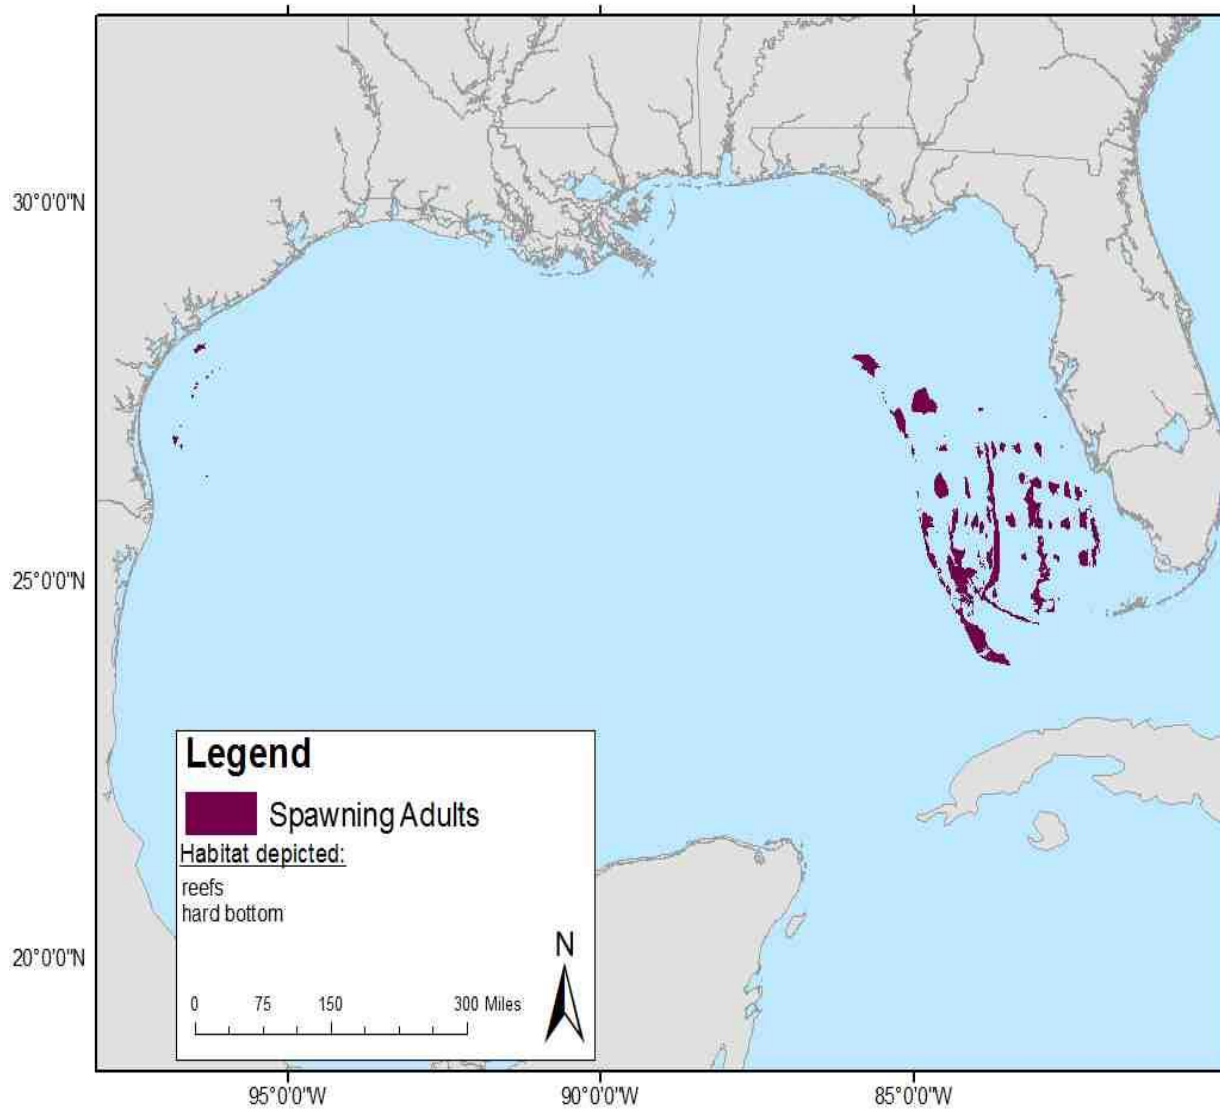 30°0'0"N
25°0'0"N
20°0'0"N
Legend
Spawning Adults
Habitat depicted:
reefs
hard bottom
N
0 75 150 300 Miles
95°0'0"W 90°0'0"W 85°0'0"W